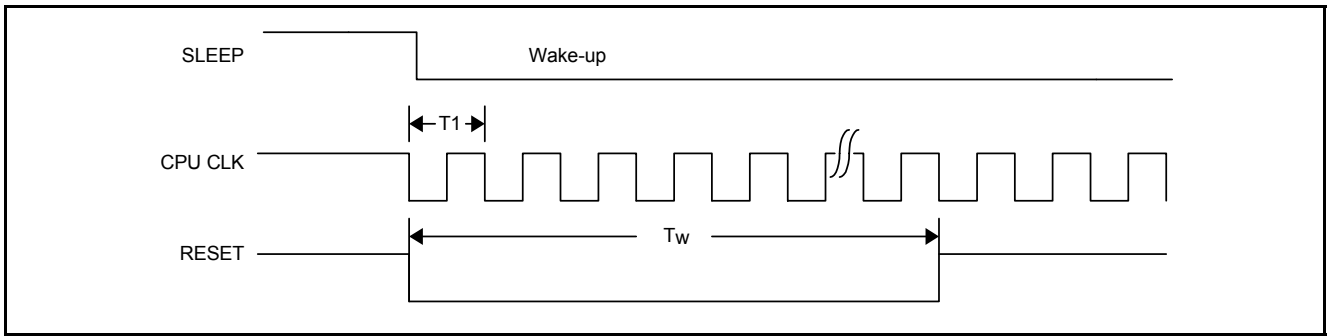 SLEEP
Wake-up
T1
CPU CLK
TW
RESET